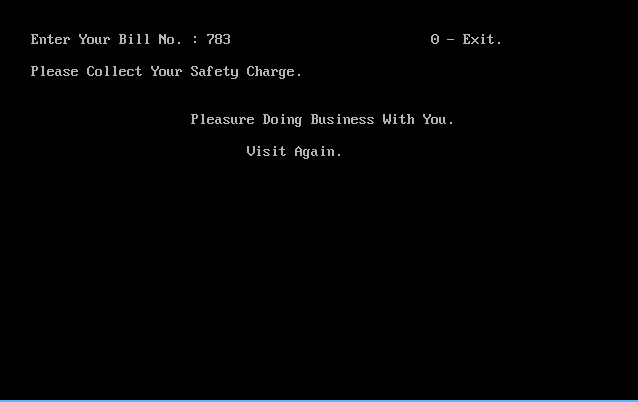 Enter Your Bill No. : 783 0 - Exit.
Please Collect Your Safety Charge.
Pleasure Doing Business With You.
Visit Again.